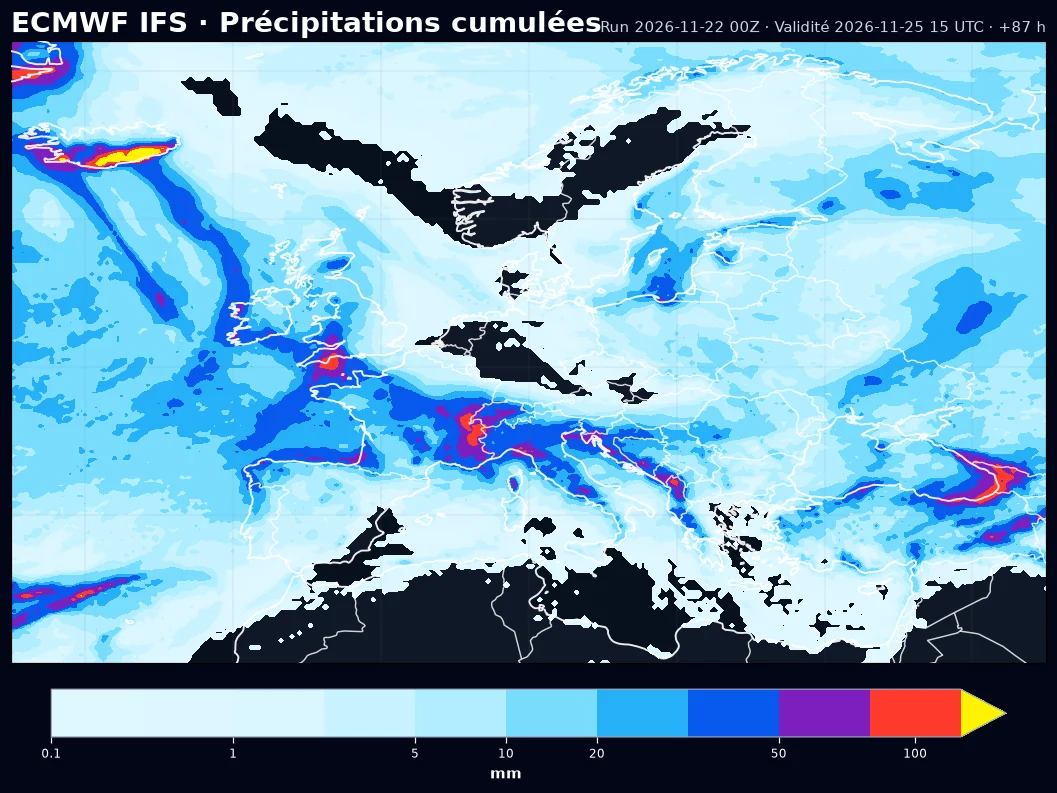 ECMWF IFS · Précipitations cumulées
Run 2026-11-22 00Z · Validité 2026-11-25 15 UTC · +87 h
0.1 1 5 10 20 50 100
mm